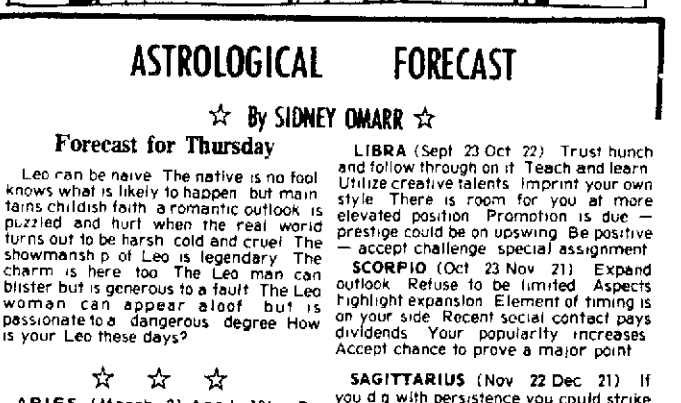 ASTROLOGICAL FORECAST
☆ By SIDNEY OMARR ☆
Forecast for Thursday
Leo can be naive The native is no fool
knows what is likely to happen but main
tains childish faith a romantic outlook is
puzzled and hurt when the real world
turns out to be harsh cold and cruel The
showmansh p of Leo is legendary The
charm is here too The Leo man can
blister but is generous to a fault The Leo
woman can appear aloof but is
passionate to a dangerous degree How
is your Leo these days?
☆ ☆ ☆
ARIES (March 21
LIBRA (Sept 23 Oct 22) Trust hunch
and follow through on it Teach and learn
Utilize creative talents Imprint your own
style There is room for you at more
elevated position Promotion is due —
prestige could be on upswing Be positive
— accept challenge special assignment
SCORPIO (Oct 23 Nov 21) Expand
outlook Refuse to be limited Aspects
highlight expansion Element of timing is
on your side Recent social contact pays
dividends Your popularity increases
Accept chance to prove a major point
SAGITTARIUS (Nov 22 Dec 21) If
you d g with persistence you could strike